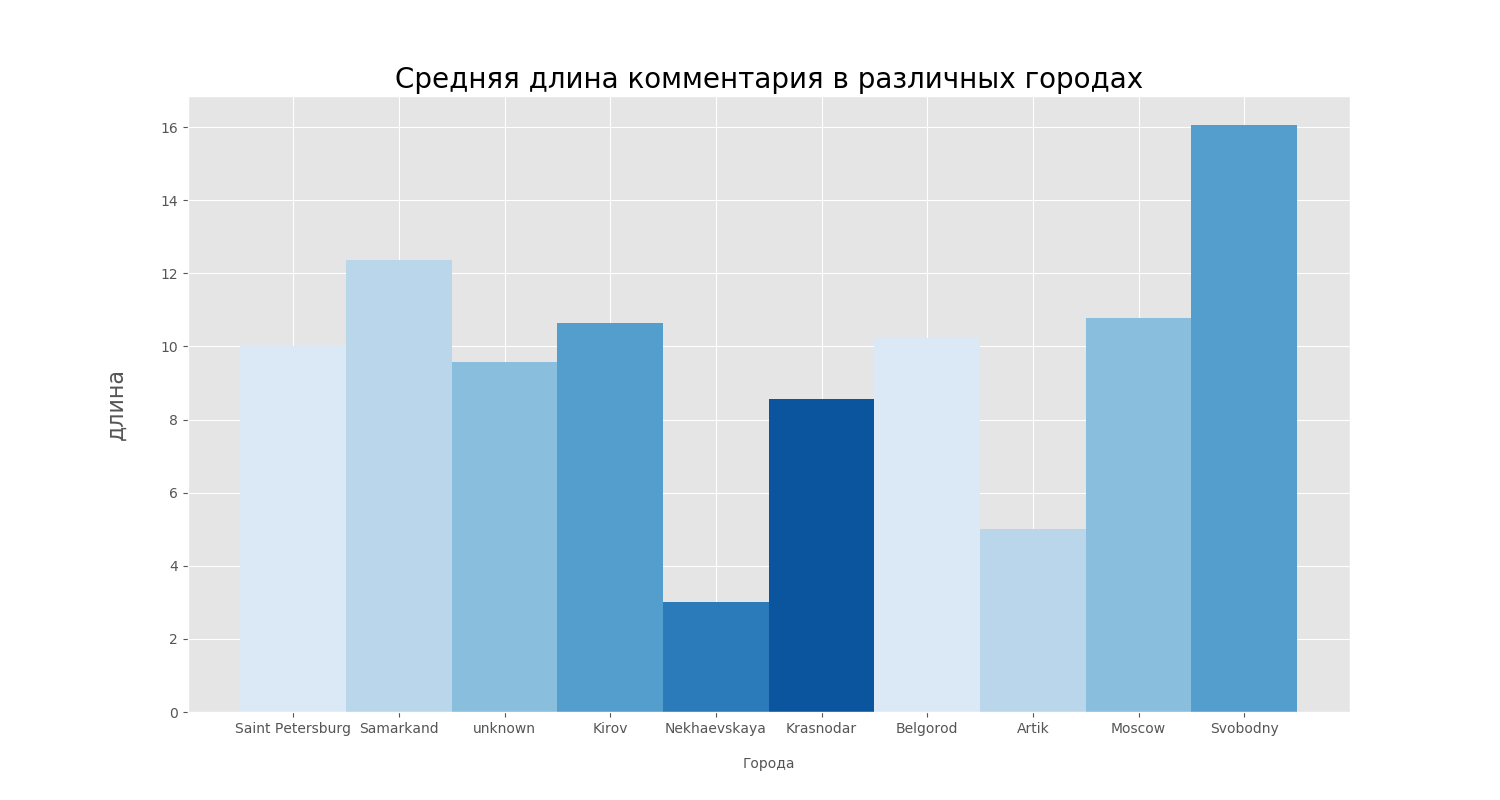 Средняя длина комментария в различных городах
16
14
12
10
8
6
4
2
0
длина
Saint Petersburg Samarkand unknown Kirov Nekhaevskaya Krasnodar Belgorod Artik Moscow Svobodny
Города